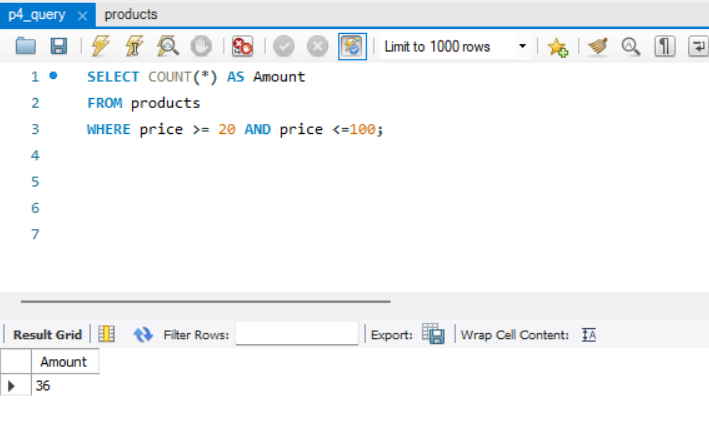 p4_query × products
Limit to 1000 rows
1 SELECT COUNT(*) AS Amount
2 FROM products
3 WHERE price >= 20 AND price <=100;
4
5
6
7
Result Grid Filter Rows: Export: Wrap Cell Content: IA
Amount
36